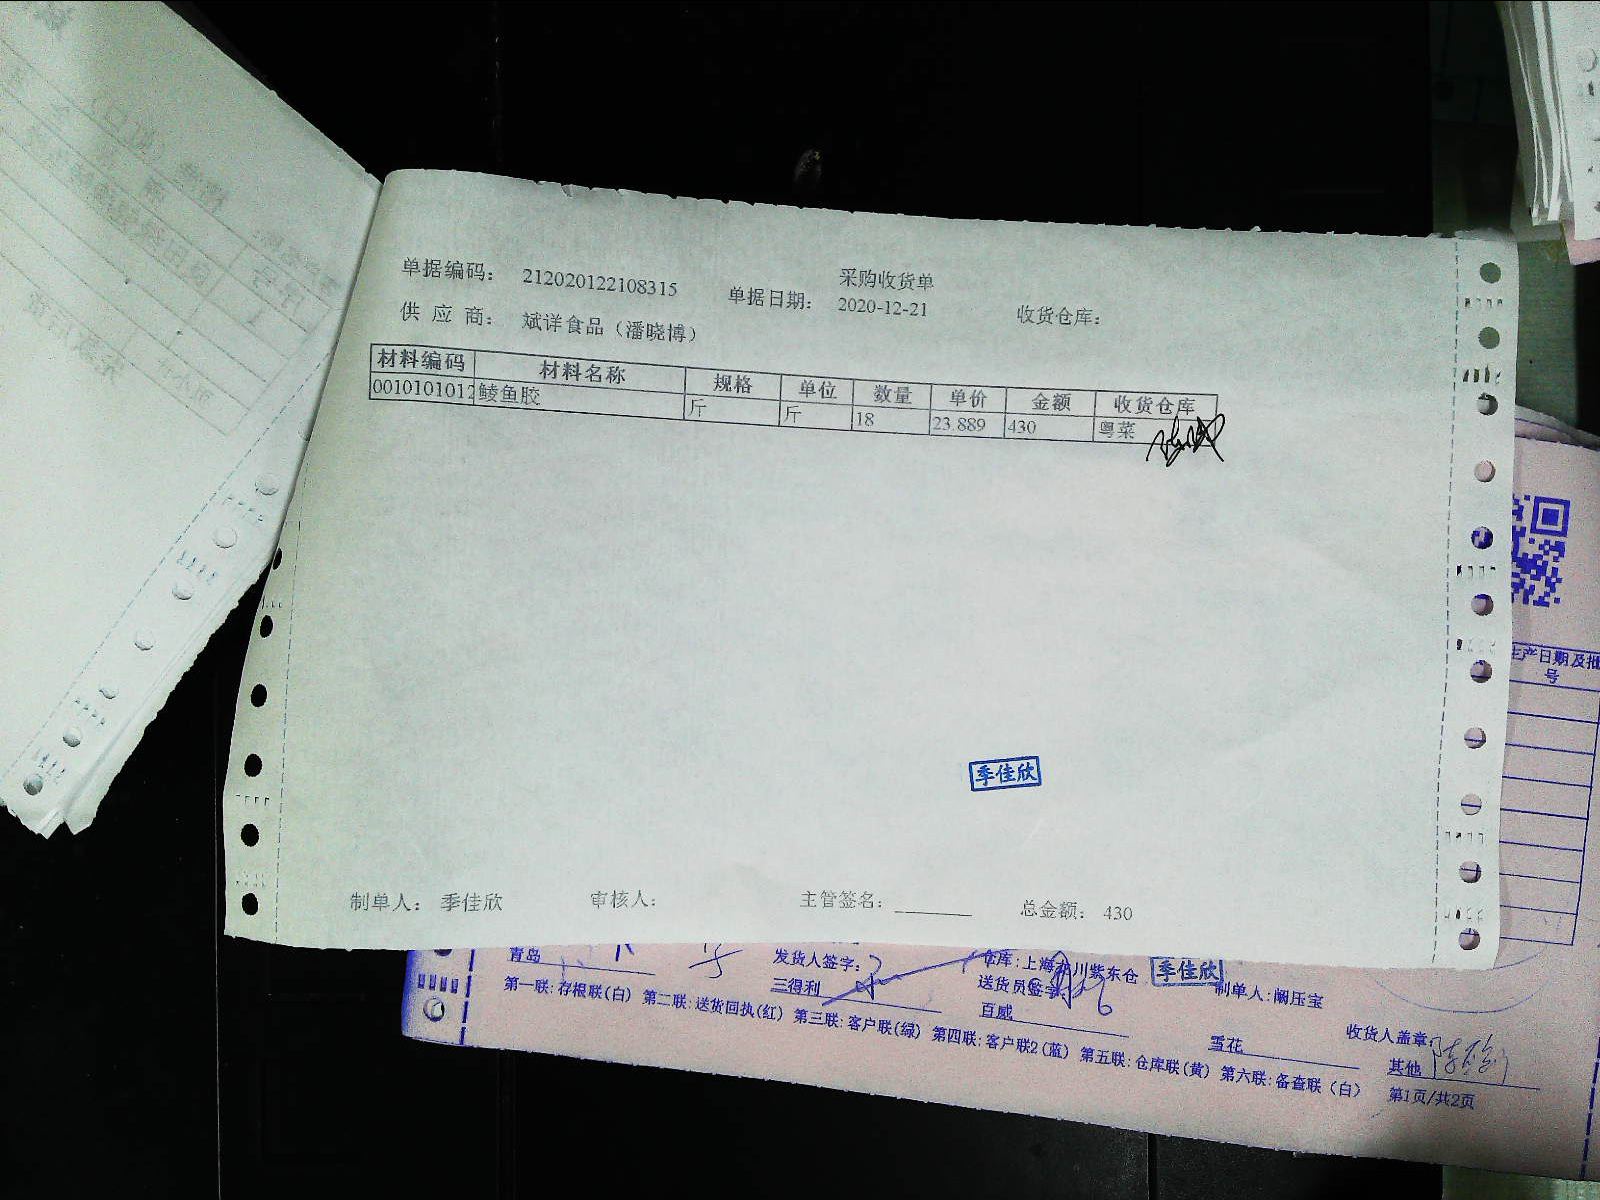 采购收货单
单据编码： 212020122108315 单据日期： 2020-12-21 收货仓库：
供 应 商： 斌详食品（潘晓博）
材料编码 材料名称 规格 单位 数量 单价 金额 收货仓库
0010101012 鲮鱼胶 斤 斤 18 23.889 430 粤菜
季佳欣
制单人： 季佳欣 审核人： 主管签名： 总金额： 430
生产日期及批
号
青岛 发货人签字： 仓库：上海 川紫东仓 季佳欣 制单人：阚压宝
三得利 送货员签字 百威 雪花 收货人盖章： 其他
第一联：存根联(白) 第二联：送货回执(红) 第三联：客户联(绿) 第四联：客户联2(蓝) 第五联：仓库联(黄) 第六联：备查联（白） 第1页/共2页